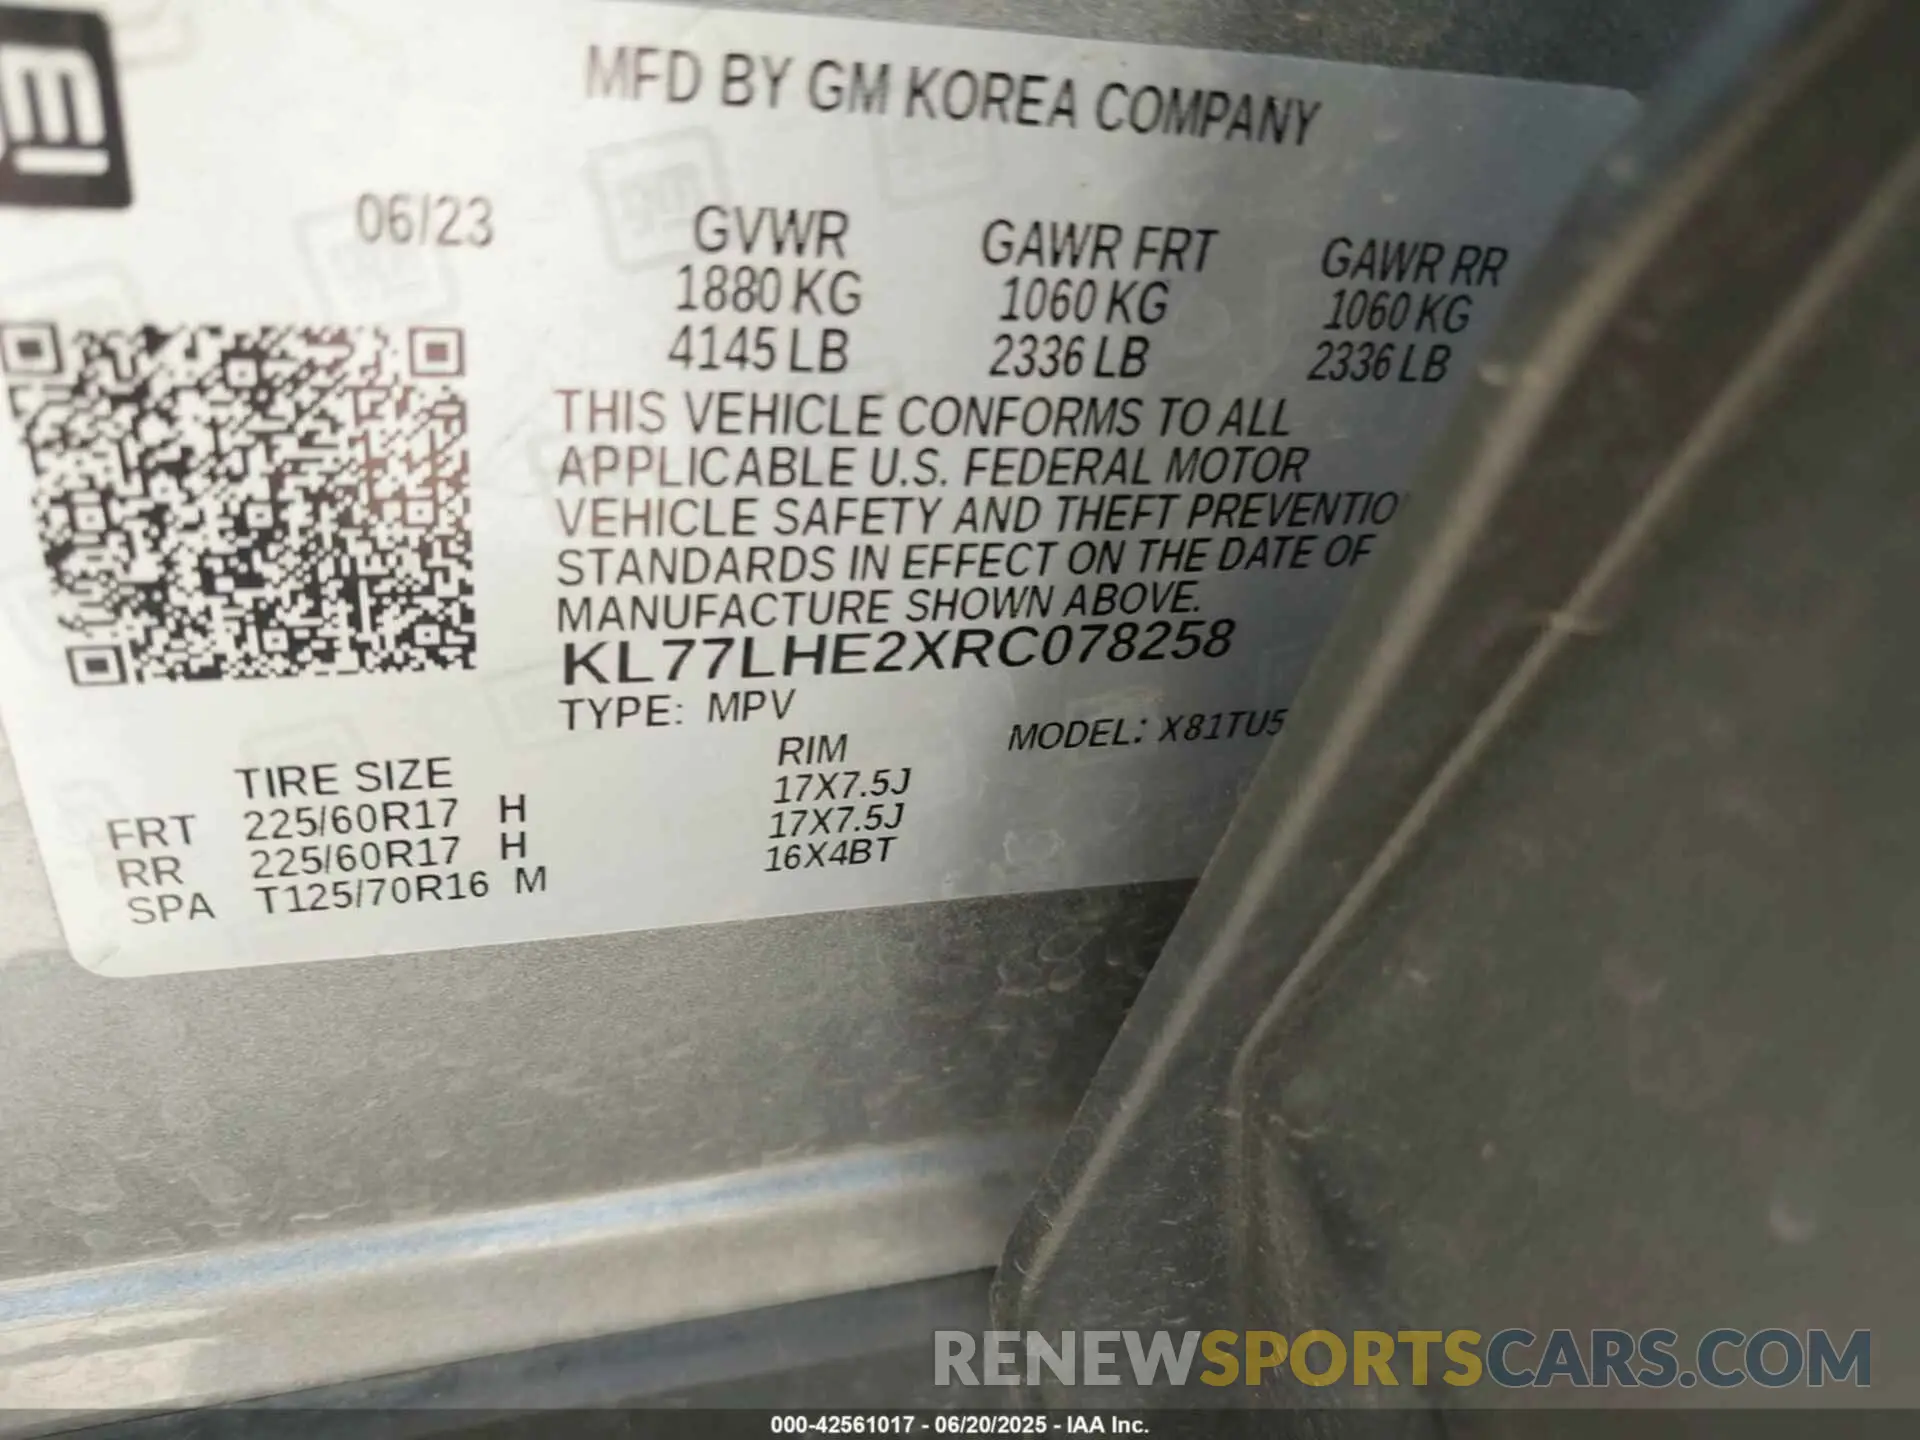 gm
MFD BY GM KOREA COMPANY
06/23
GVWR GAWR FRT GAWR RR
1880 KG 1060 KG 1060 KG
4145 LB 2336 LB 2336 LB
THIS VEHICLE CONFORMS TO ALL
APPLICABLE U.S. FEDERAL MOTOR
VEHICLE SAFETY AND THEFT PREVENTIO
STANDARDS IN EFFECT ON THE DATE OF
MANUFACTURE SHOWN ABOVE.
KL77LHE2XRC078258
TYPE: MPV MODEL: X81TU5
TIRE SIZE RIM
FRT 225/60R17 H 17X7.5J
RR 225/60R17 H 17X7.5J
SPA T125/70R16 M 16X4BT
RENEWSPORTSCARS.COM
000-42561017 - 06/20/2025 - IAA Inc.